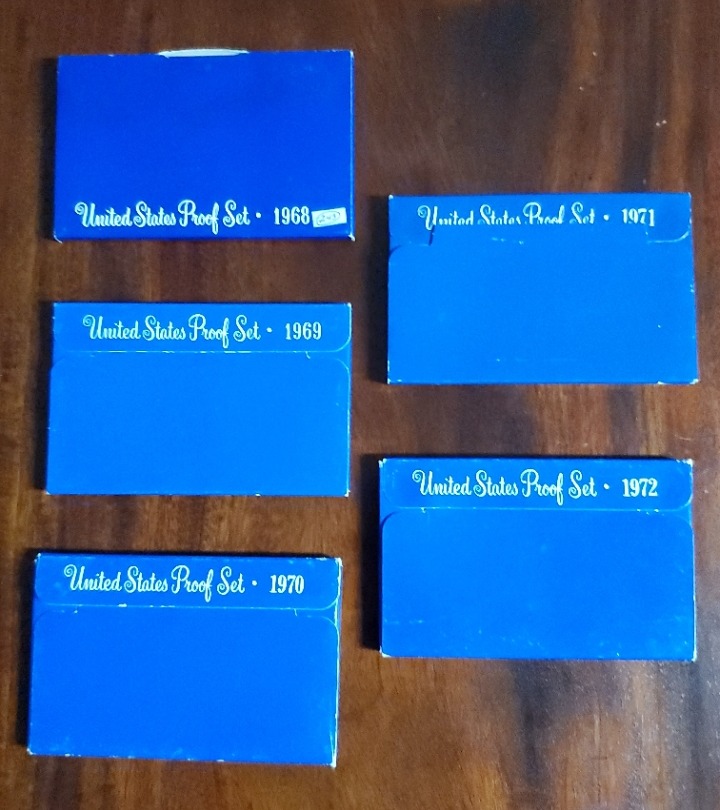 United States Proof Set • 1968
United States Proof Set • 1969
United States Proof Set • 1970
United States Proof Set • 1971
United States Proof Set • 1972